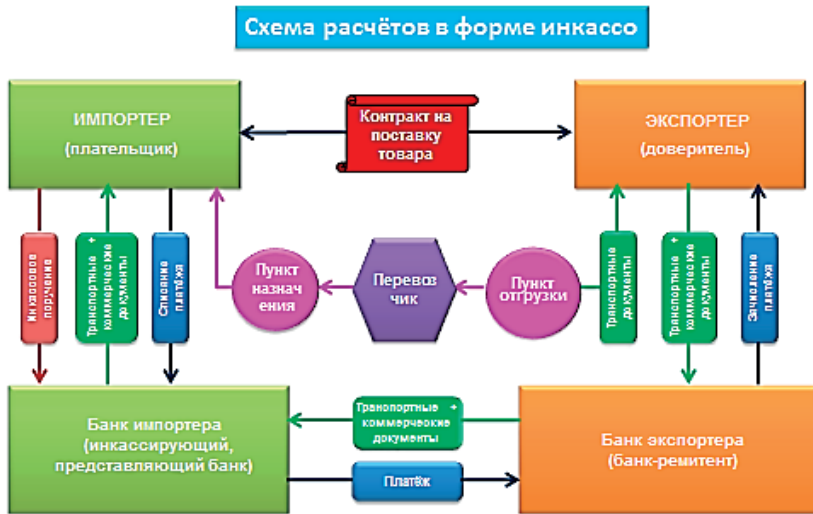 Схема расчётов в форме инкассо
ИМПОРТЕР
(плательщик)
Контракт на
поставку
товара
ЭКСПОРТЕР
(доверитель)
Инкассовое
поручение
Транспортные +
коммерческие
документы
Списание
платежа
Пункт
назнач
ения
Перевоз
чик
Пункт
отгрузки
Транспортные
документы
Транспортные +
коммерческие
документы
Зачисление
платежа
Банк импортера
(инкассирующий,
представляющий банк)
Транспортные +
коммерческие
документы
Платёж
Банк экспортера
(банк-ремитент)